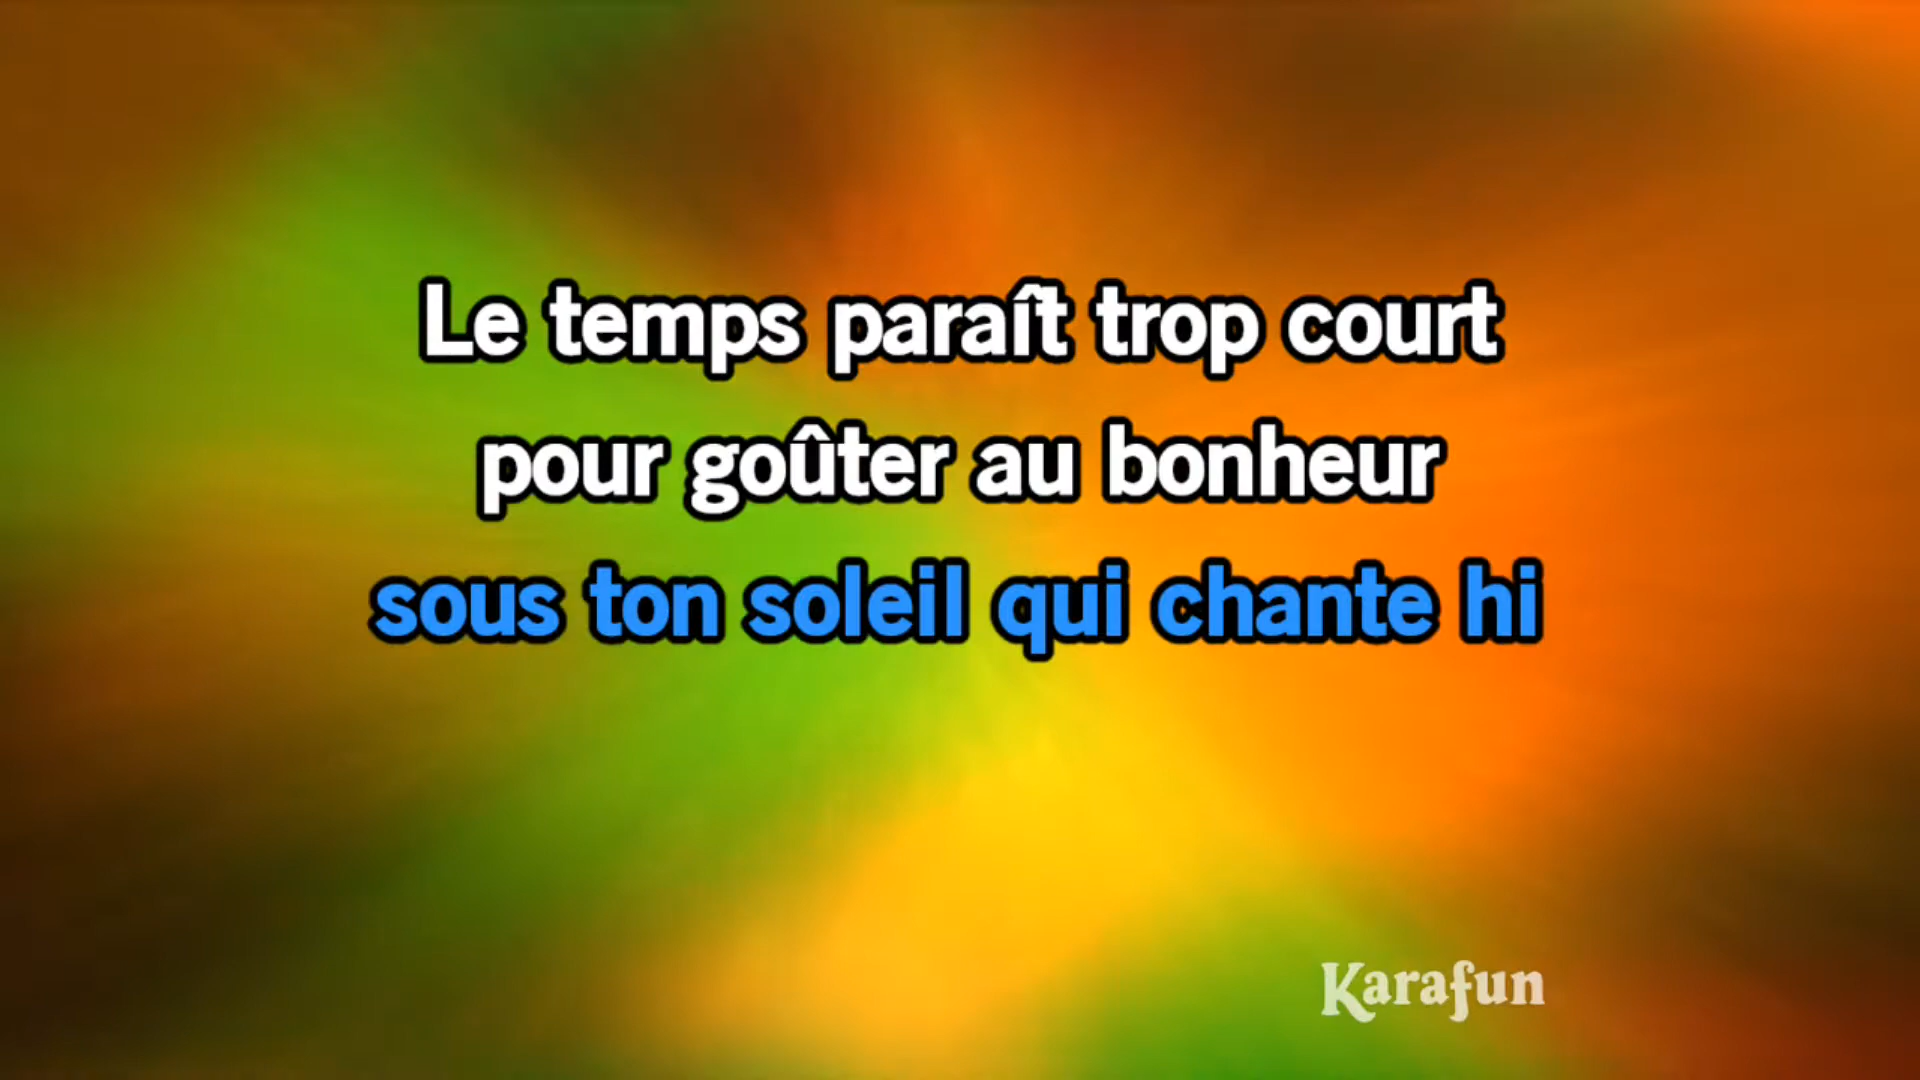 Le temps paraît trop court
pour goûter au bonheur
sous ton soleil qui chante hi
Karafun